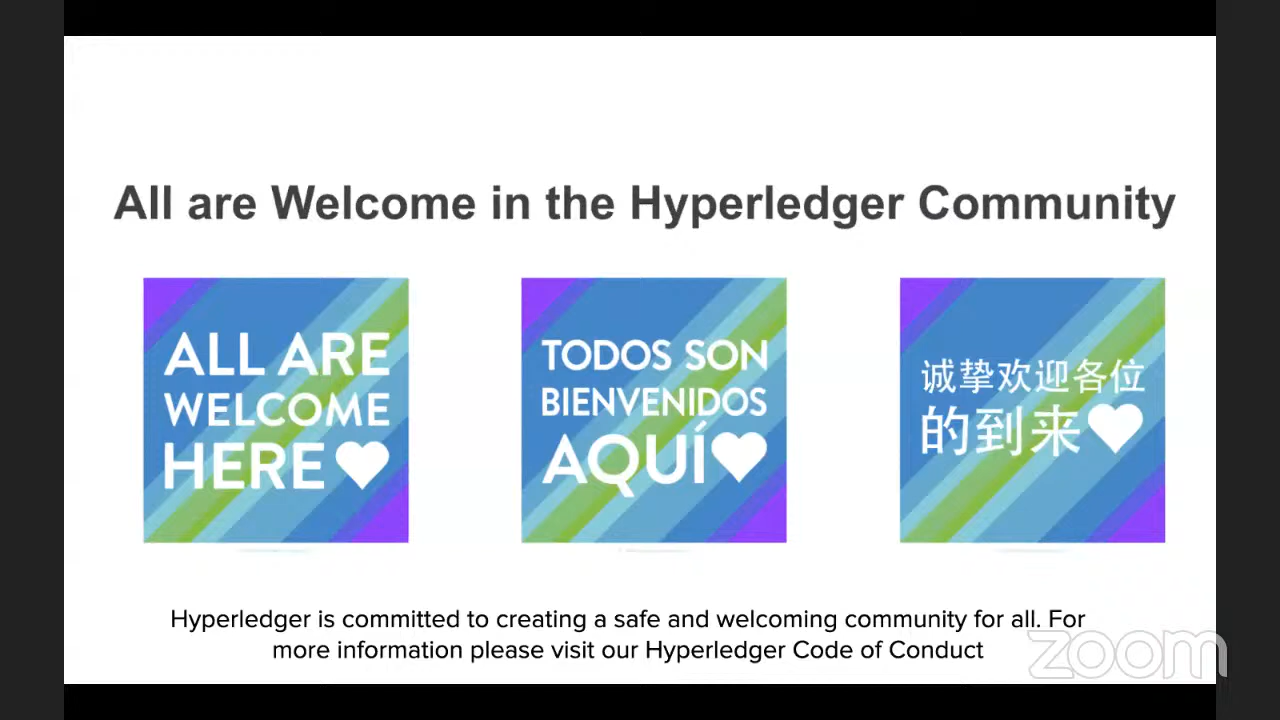 All are Welcome in the Hyperledger Community
ALL ARE
WELCOME
HERE
TODOS SON
BIENVENIDOS
AQUÍ
诚挚欢迎各位
的到来
Hyperledger is committed to creating a safe and welcoming community for all. For
more information please visit our Hyperledger Code of Conduct
zoom